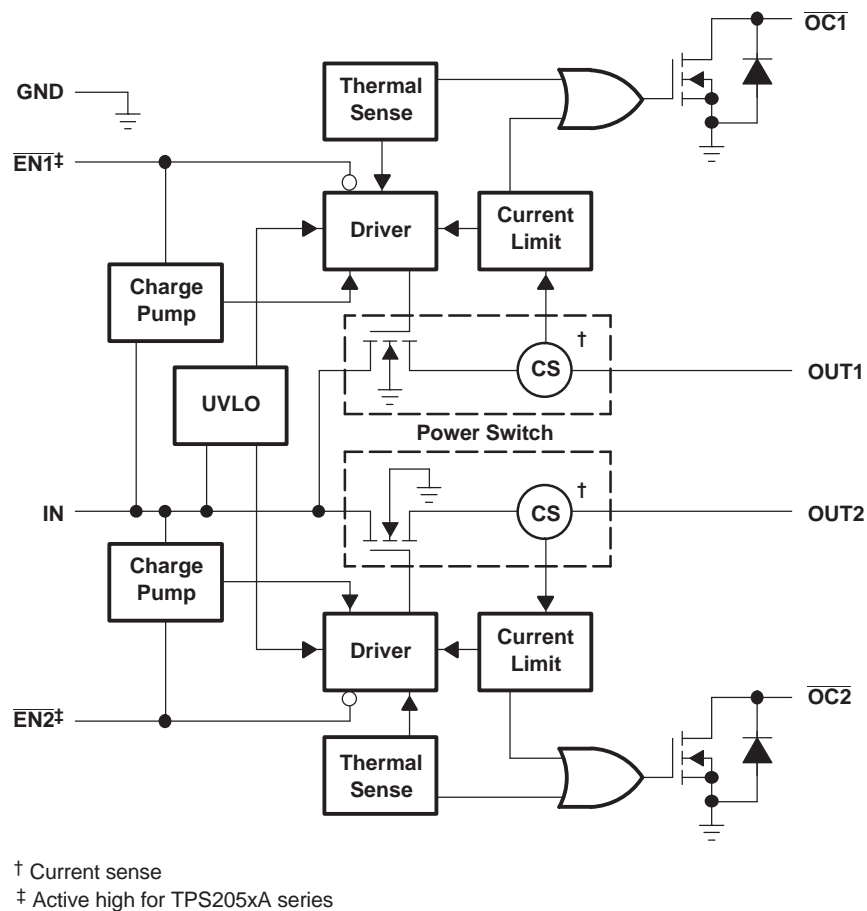 OC1
Thermal
Sense
GND
EN1‡
Driver
Current
Limit
Charge
Pump
†
CS
OUT1
UVLO
Power Switch
†
IN
CS
OUT2
Charge
Pump
Driver
Current
Limit
OC2
EN2‡
Thermal
Sense
† Current sense
‡ Active high for TPS205xA series